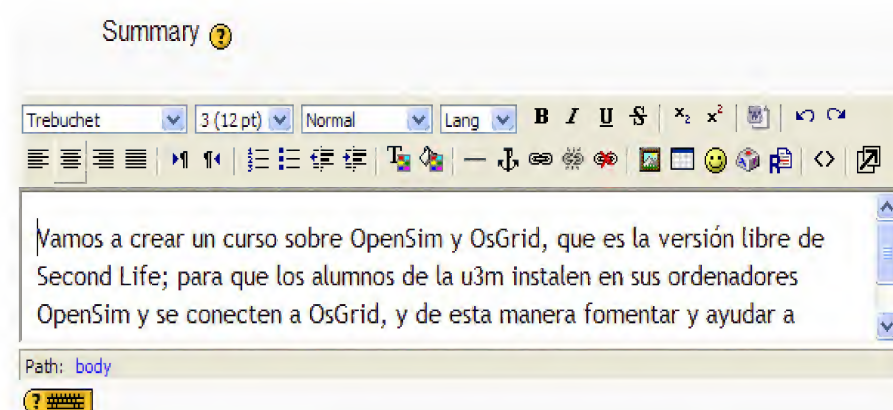 Summary
Trebuchet 3 (12 pt) Normal Lang B I U S x₂ x²
Vamos a crear un curso sobre OpenSim y OsGrid, que es la versión libre de
Second Life; para que los alumnos de la u3m instalen en sus ordenadores
OpenSim y se conecten a OsGrid, y de esta manera fomentar y ayudar a
Path: body